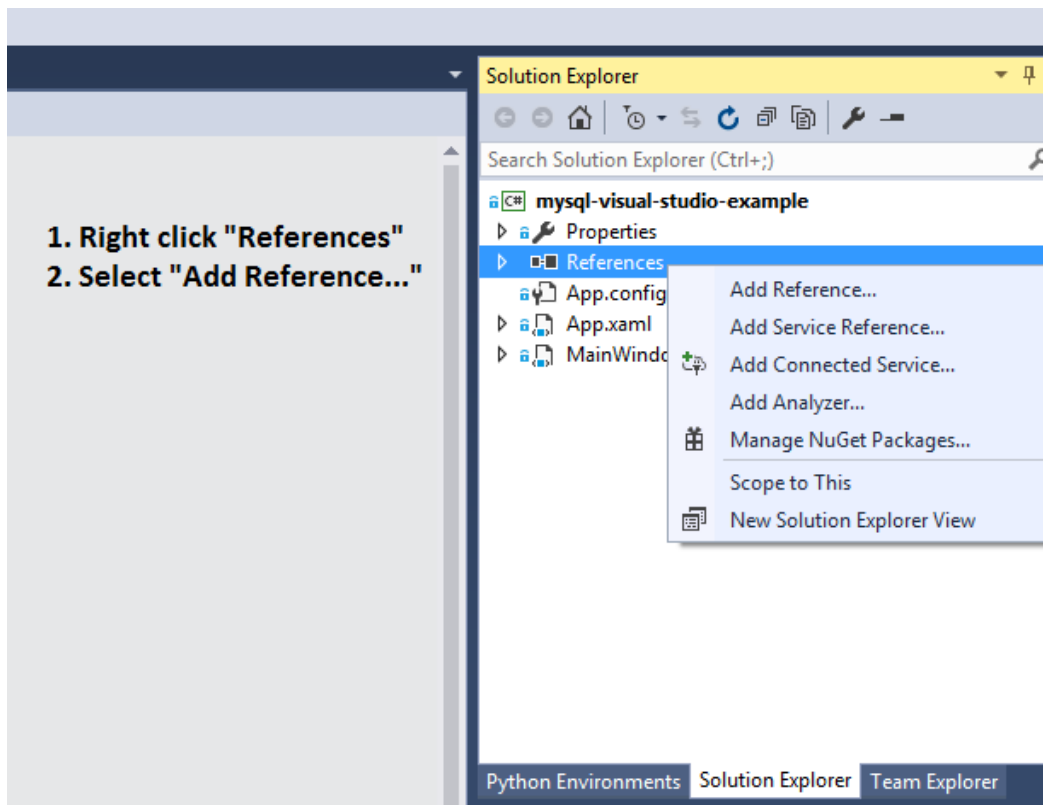 Solution Explorer
Search Solution Explorer (Ctrl+;)
1. Right click "References"
2. Select "Add Reference..."
C# mysql-visual-studio-example
Properties
References
App.config
App.xaml
MainWindo
Add Reference...
Add Service Reference...
Add Connected Service...
Add Analyzer...
Manage NuGet Packages...
Scope to This
New Solution Explorer View
Python Environments Solution Explorer Team Explorer